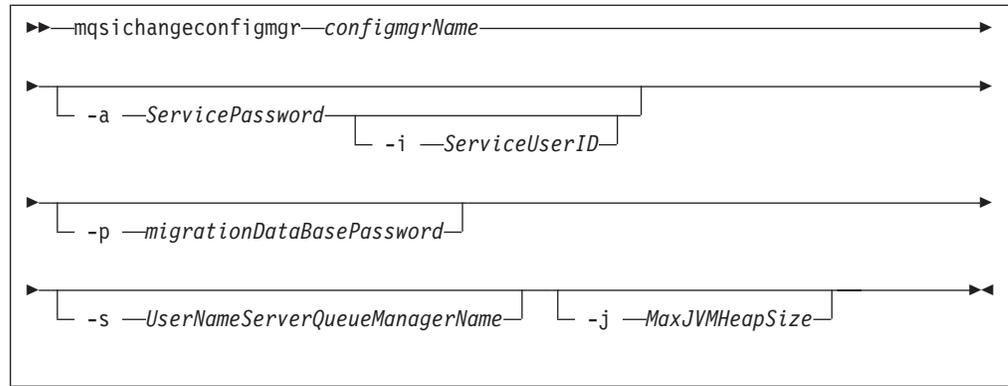 mqsichangeconfigmgr configmgrName
-a ServicePassword
-i ServiceUserID
-p migrationDataBasePassword
-s UserNameServerQueueManagerName -j MaxJVMHeapSize